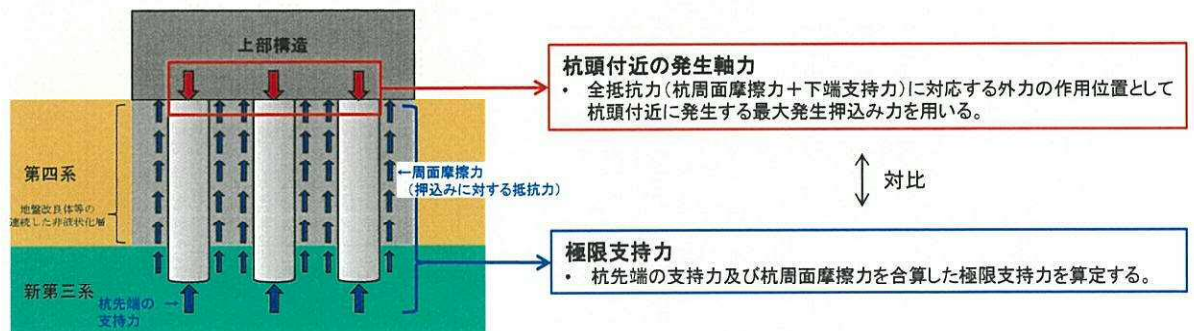 上部構造
第四系
地盤改良体等の
連続した非液状化層
←周面摩擦力
(押込みに対する抵抗力)
新第三系
杭先端の →
支持力
杭頭付近の発生軸力
• 全抵抗力(杭周面摩擦力+下端支持力)に対応する外力の作用位置として
杭頭付近に発生する最大発生押込み力を用いる。
対比
極限支持力
• 杭先端の支持力及び杭周面摩擦力を合算した極限支持力を算定する。